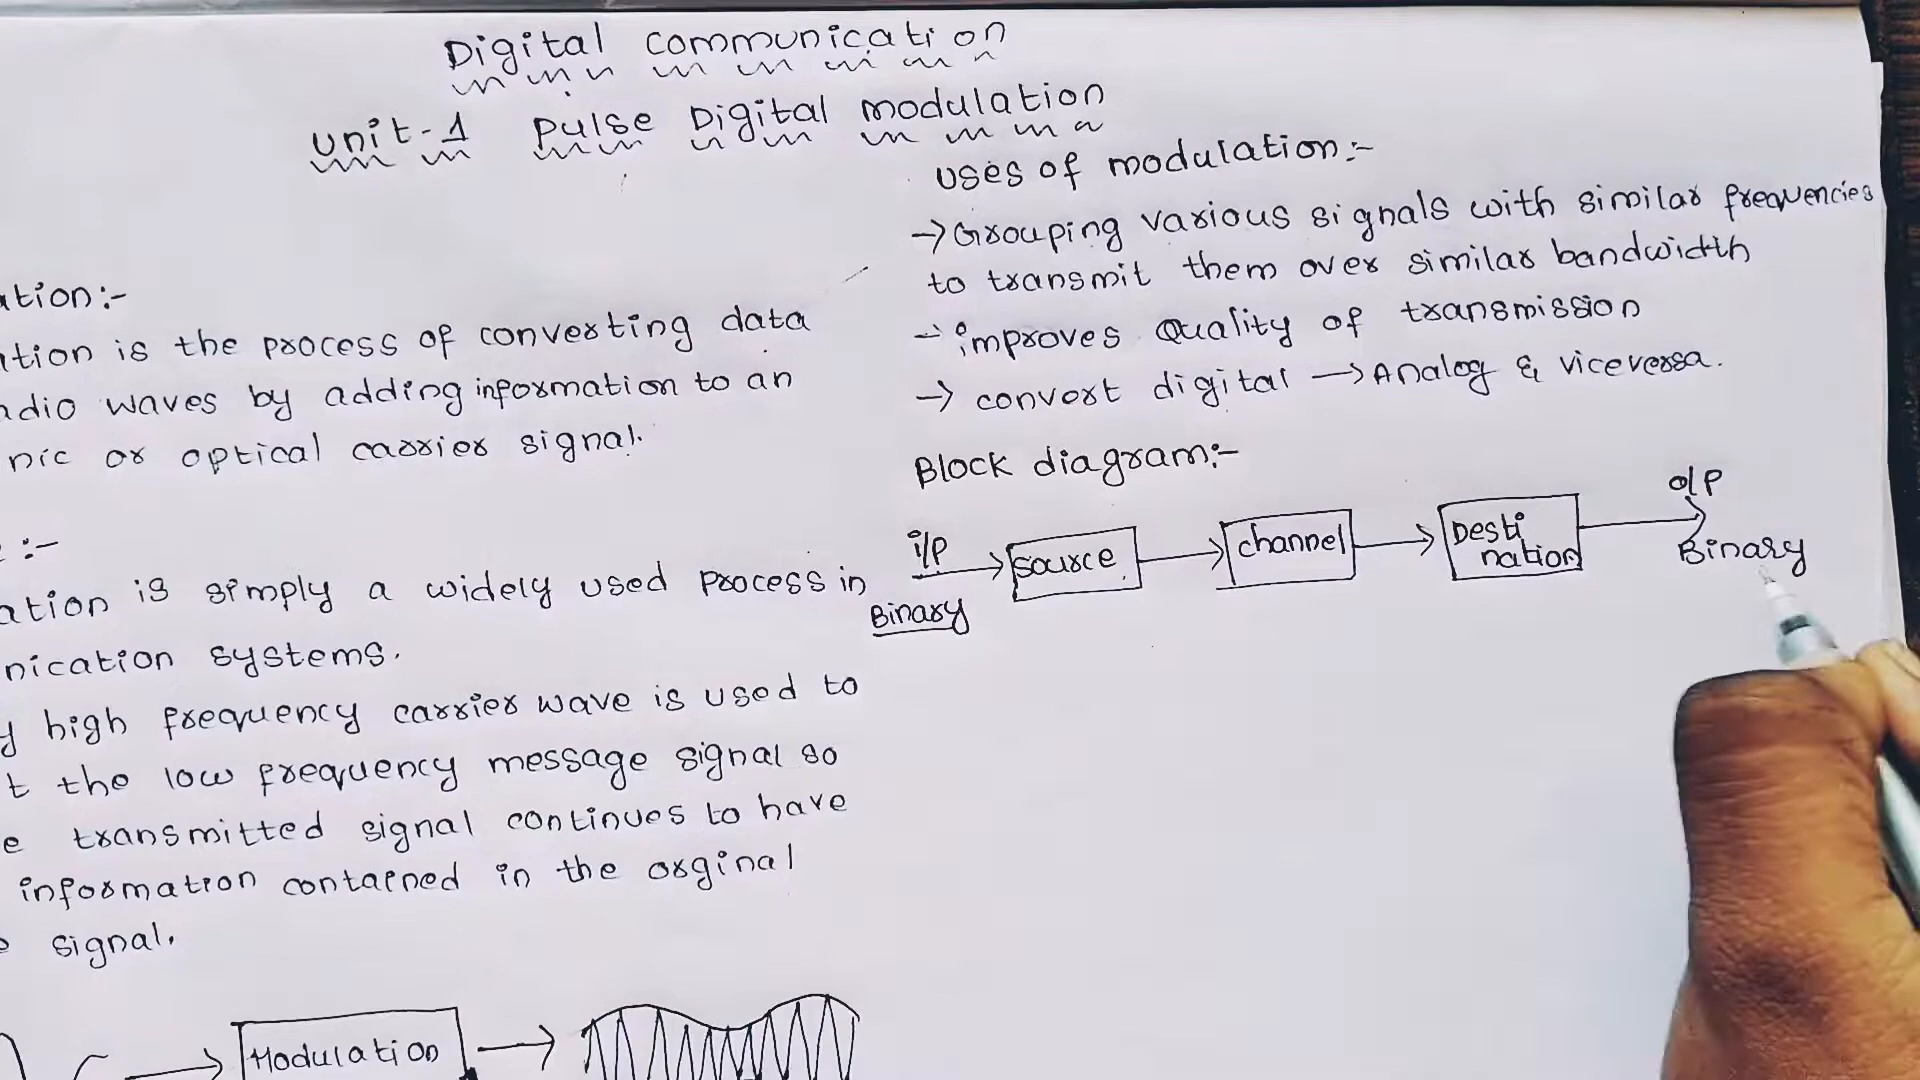 Digital communication
unit-1 pulse Digital modulation
ation:-
ation is the process of converting data
adio waves by adding information to an
nic or optical carrier signal.
:-
ation is simply a widely used process in
nication systems.
y high frequency carrier wave is used to
t the low frequency message signal so
e transmitted signal continues to have
information contained in the orginal
signal.
Modulation
uses of modulation:-
→ Grouping various signals with similar frequencies
to transmit them over similar bandwidth
→ improves Quality of transmission
→ convert digital → Analog & viceversa.
Block diagram:-
i/p
Binary
source
channel
Desti
nation
o/p
Binary